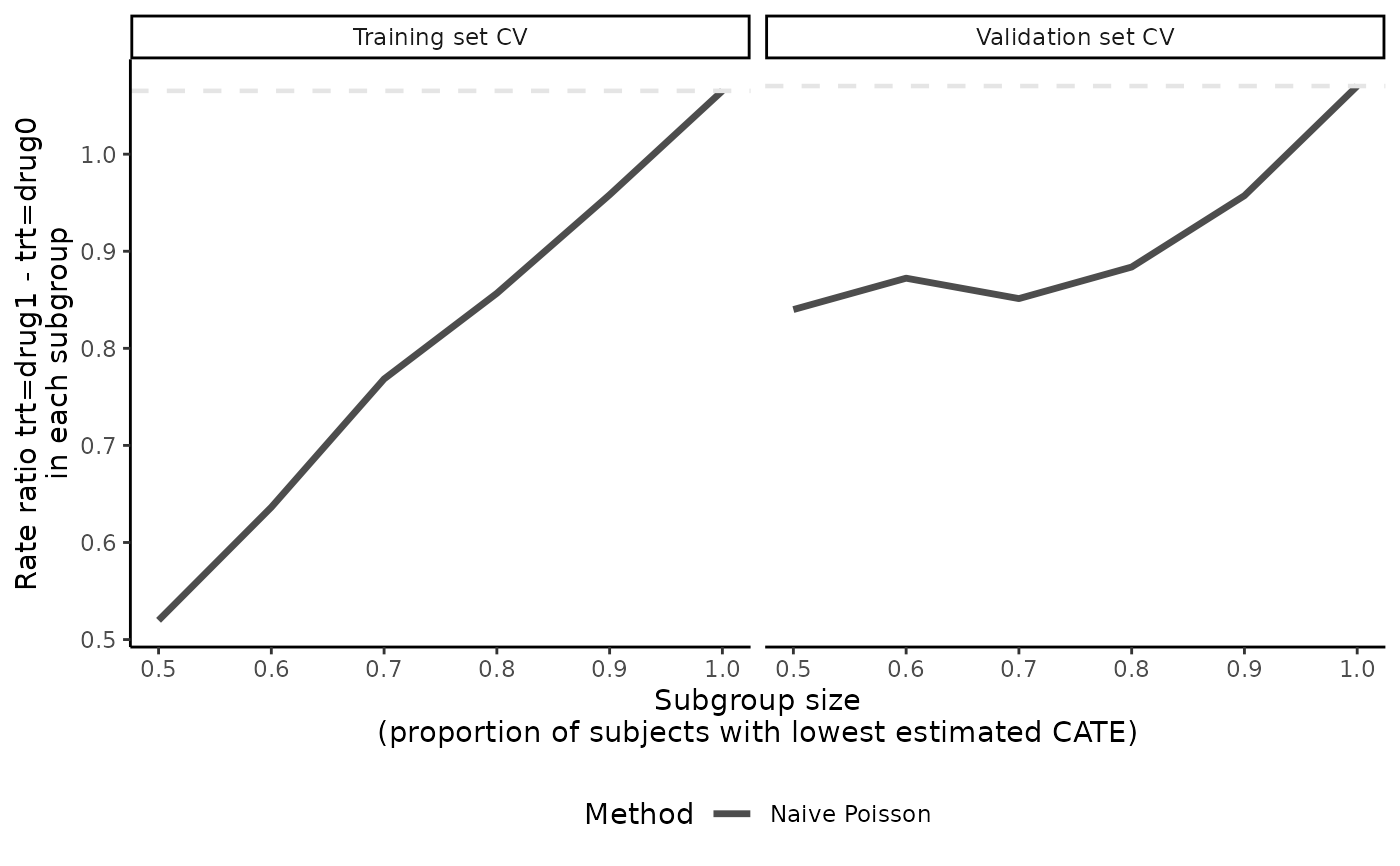 Training set CV
Validation set CV
Rate ratio trt=drug1 - trt=drug0
in each subgroup
1.0
0.9
0.8
0.7
0.6
0.5
0.5 0.6 0.7 0.8 0.9 1.0
0.5 0.6 0.7 0.8 0.9 1.0
Subgroup size
(proportion of subjects with lowest estimated CATE)
Method Naive Poisson